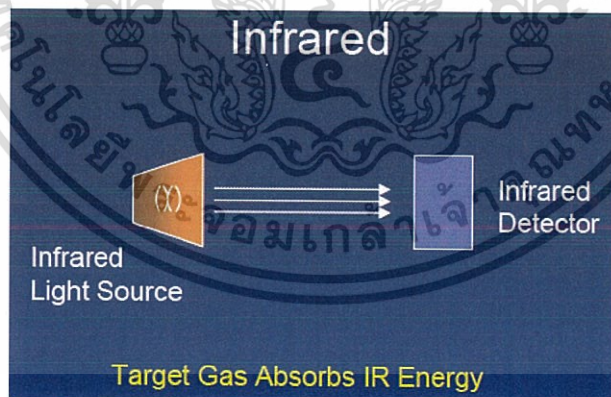 Infrared
(X)
Infrared
Detector
Infrared
Light Source
Target Gas Absorbs IR Energy